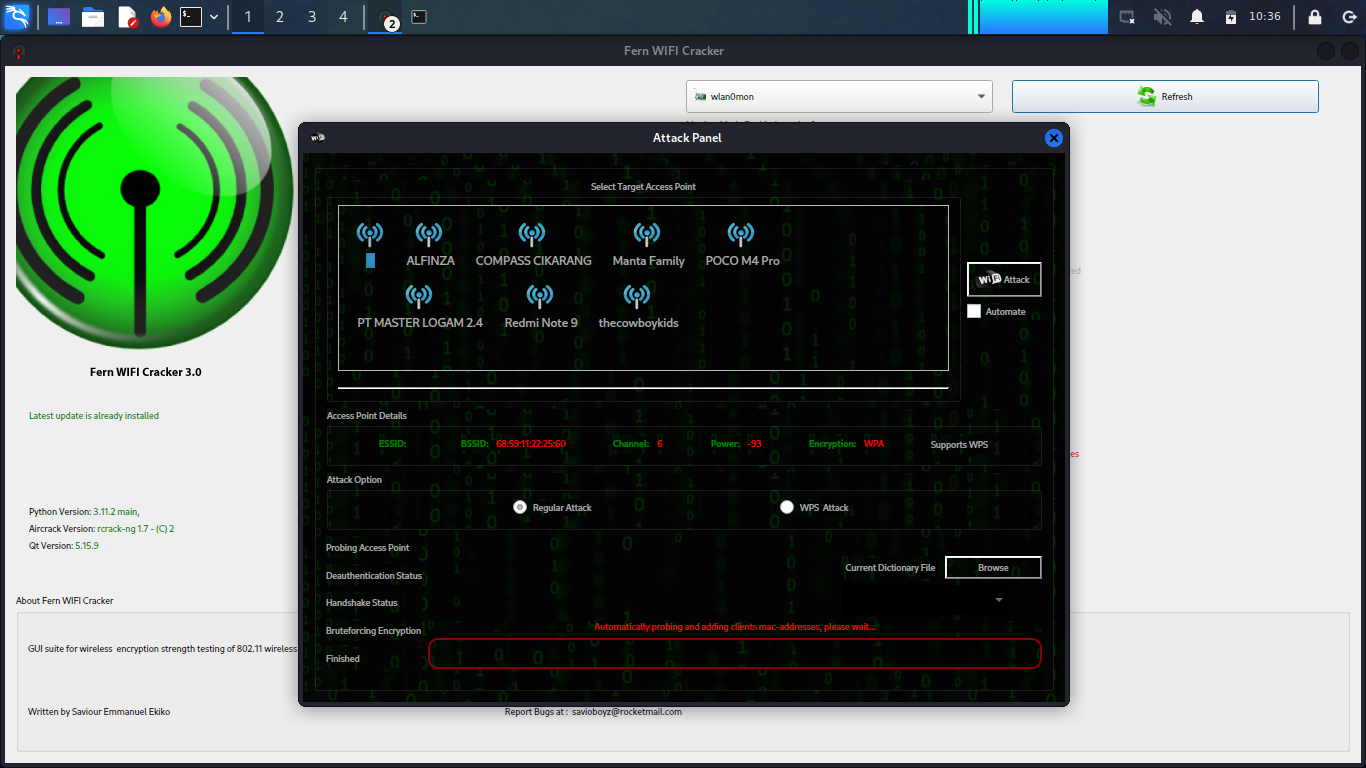 1 2 3 4 2 10:36
Fern WIFI Cracker
wlan0mon
Refresh
Attack Panel
Select Target Access Point
ALFINZA COMPASS CIKARANG Manta Family POCO M4 Pro
PT MASTER LOGAM 2.4 Redmi Note 9 thecowboykids
WiFi Attack
Automate
Fern WIFI Cracker 3.0
Latest update is already installed
Access Point Details
ESSID: BSSID: 68:59:11:22:25:60 Channel: 6 Power: -93 Encryption: WPA Supports WPS
Attack Option
Regular Attack WPS Attack
Python Version: 3.11.2 main,
Aircrack Version: rcrack-ng 1.7 - (C) 2
Qt Version: 5.15.9
Probing Access Point
Current Dictionary File Browse
Deauthentication Status
Handshake Status
Automatically probing and adding clients mac-addresses, please wait...
Bruteforcing Encryption
Finished
About Fern WIFI Cracker
GUI suite for wireless encryption strength testing of 802.11 wireless
Written by Saviour Emmanuel Ekiko
Report Bugs at : savioboyz@rocketmail.com